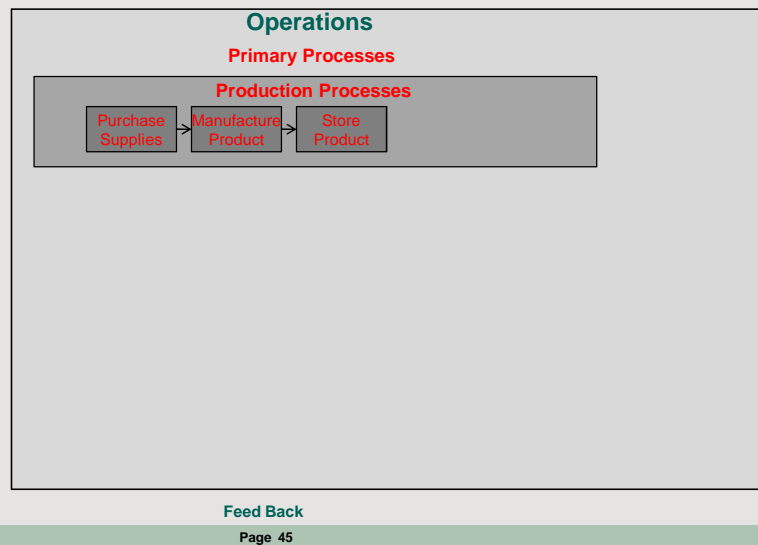 Operations
Primary Processes
Production Processes
Purchase
Supplies
Manufacture
Product
Store
Product
Feed Back
Page 45